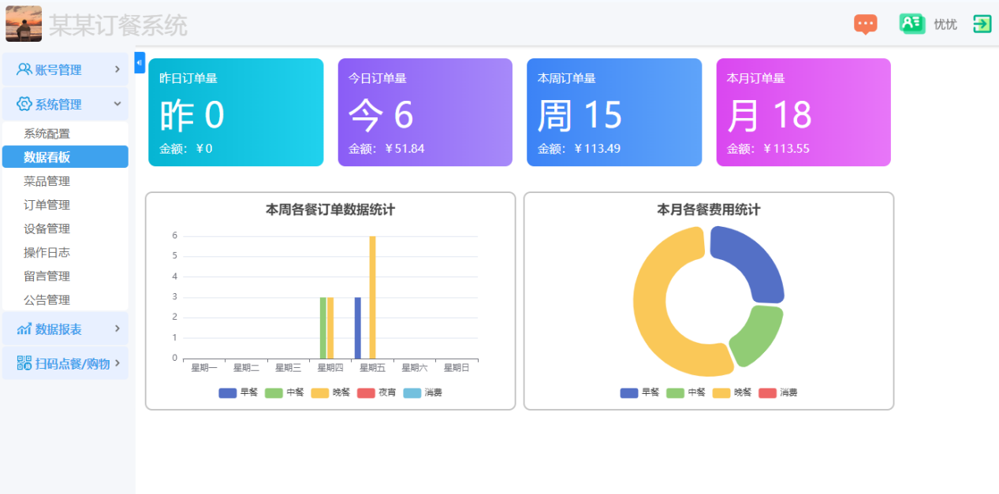 某某订餐系统
忧忧
账号管理
系统管理
系统配置
数据看板
菜品管理
订单管理
设备管理
操作日志
留言管理
公告管理
数据报表
扫码点餐/购物
昨日订单量
昨 0
金额：￥0
今日订单量
今 6
金额：￥51.84
本周订单量
周 15
金额：￥113.49
本月订单量
月 18
金额：￥113.55
本周各餐订单数据统计
6
5
4
3
2
1
0
星期一 星期二 星期三 星期四 星期五 星期六 星期日
早餐 中餐 晚餐 夜宵 消费
本月各餐费用统计
早餐 中餐 晚餐 消费